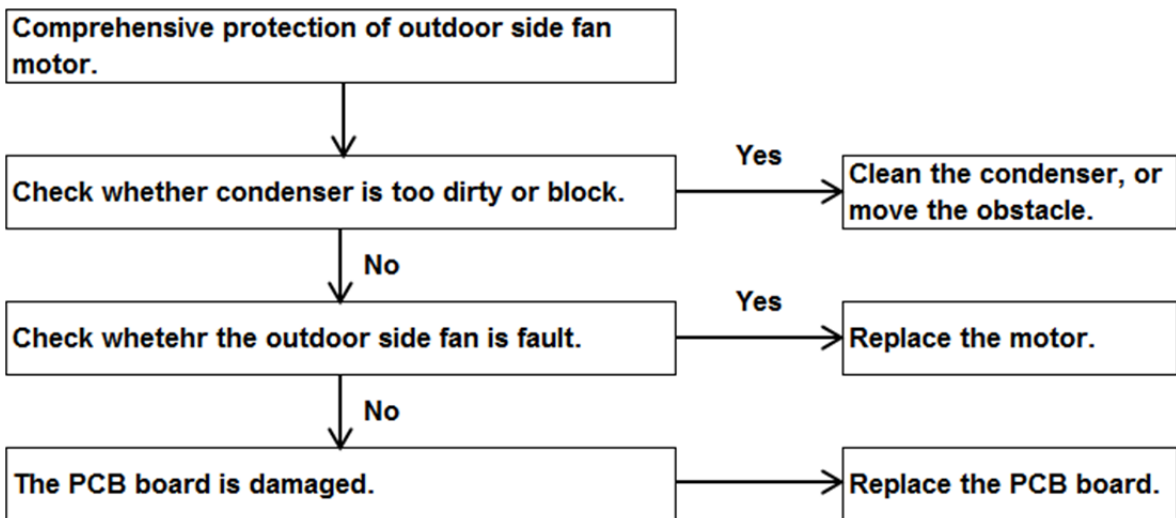 Comprehensive protection of outdoor side fan
motor.
Yes
Check whether condenser is too dirty or block.
Clean the condenser, or
move the obstacle.
No
Yes
Check whetehr the outdoor side fan is fault.
Replace the motor.
No
The PCB board is damaged.
Replace the PCB board.